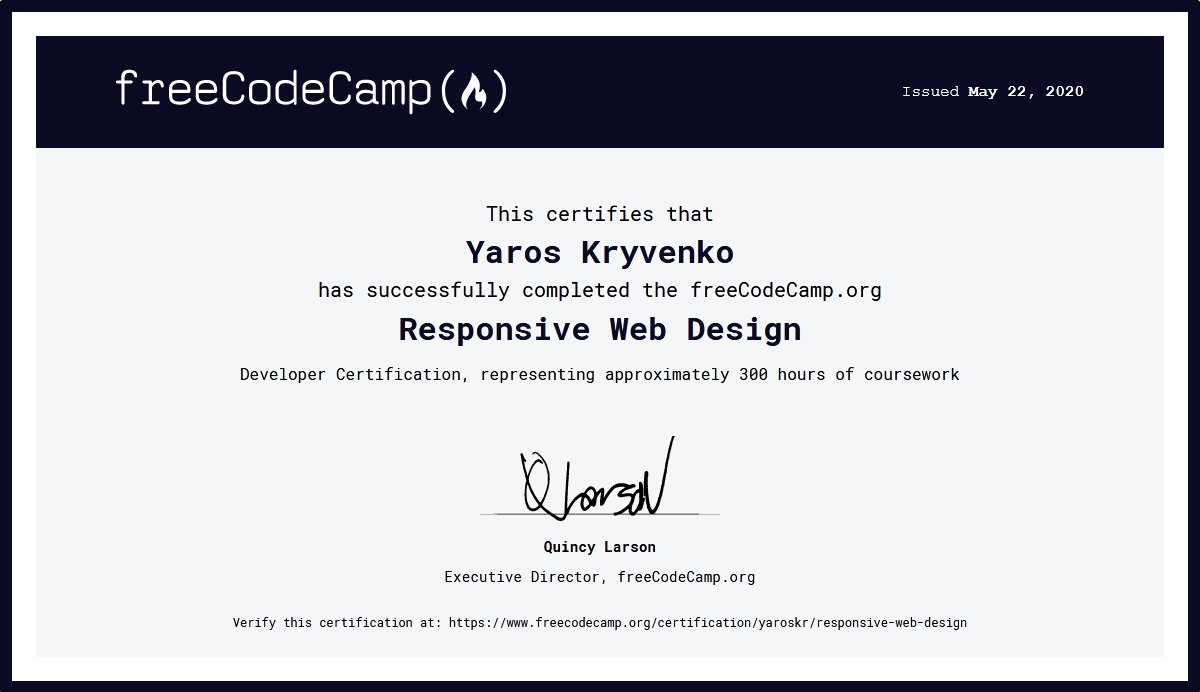 freeCodeCamp(🔥)
Issued May 22, 2020
This certifies that
Yaros Kryvenko
has successfully completed the freeCodeCamp.org
Responsive Web Design
Developer Certification, representing approximately 300 hours of coursework
Q Larson
Quincy Larson
Executive Director, freeCodeCamp.org
Verify this certification at: https://www.freecodecamp.org/certification/yaroskr/responsive-web-design